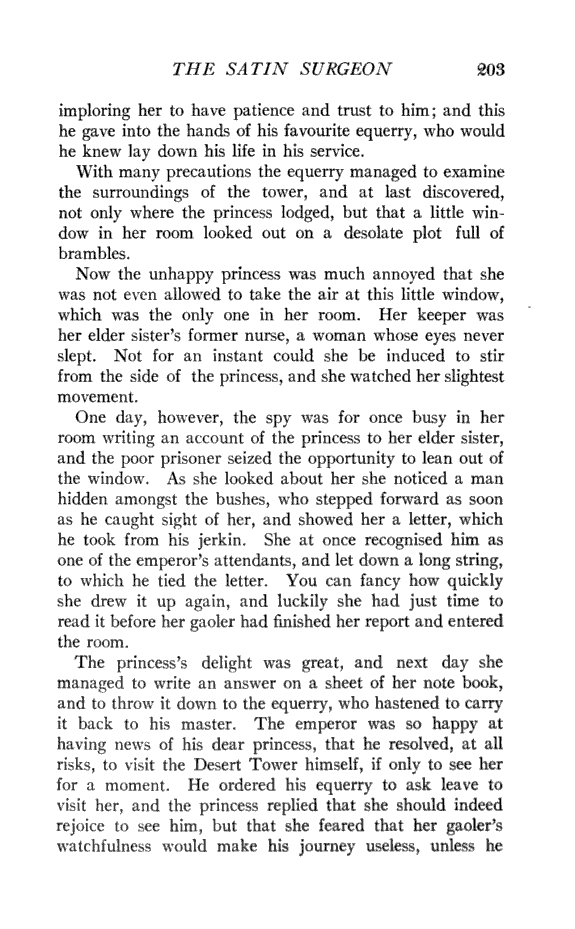 THE SATIN SURGEON 203
imploring her to have patience and trust to him; and this
he gave into the hands of his favourite equerry, who would
he knew lay down his life in his service.
With many precautions the equerry managed to examine
the surroundings of the tower, and at last discovered,
not only where the princess lodged, but that a little win-
dow in her room looked out on a desolate plot full of
brambles.
Now the unhappy princess was much annoyed that she
was not even allowed to take the air at this little window,
which was the only one in her room. Her keeper was
her elder sister's former nurse, a woman whose eyes never
slept. Not for an instant could she be induced to stir
from the side of the princess, and she watched her slightest
movement.
One day, however, the spy was for once busy in her
room writing an account of the princess to her elder sister,
and the poor prisoner seized the opportunity to lean out of
the window. As she looked about her she noticed a man
hidden amongst the bushes, who stepped forward as soon
as he caught sight of her, and showed her a letter, which
he took from his jerkin. She at once recognised him as
one of the emperor's attendants, and let down a long string,
to which he tied the letter. You can fancy how quickly
she drew it up again, and luckily she had just time to
read it before her gaoler had finished her report and entered
the room.
The princess's delight was great, and next day she
managed to write an answer on a sheet of her note book,
and to throw it down to the equerry, who hastened to carry
it back to his master. The emperor was so happy at
having news of his dear princess, that he resolved, at all
risks, to visit the Desert Tower himself, if only to see her
for a moment. He ordered his equerry to ask leave to
visit her, and the princess replied that she should indeed
rejoice to see him, but that she feared that her gaoler's
watchfulness would make his journey useless, unless he